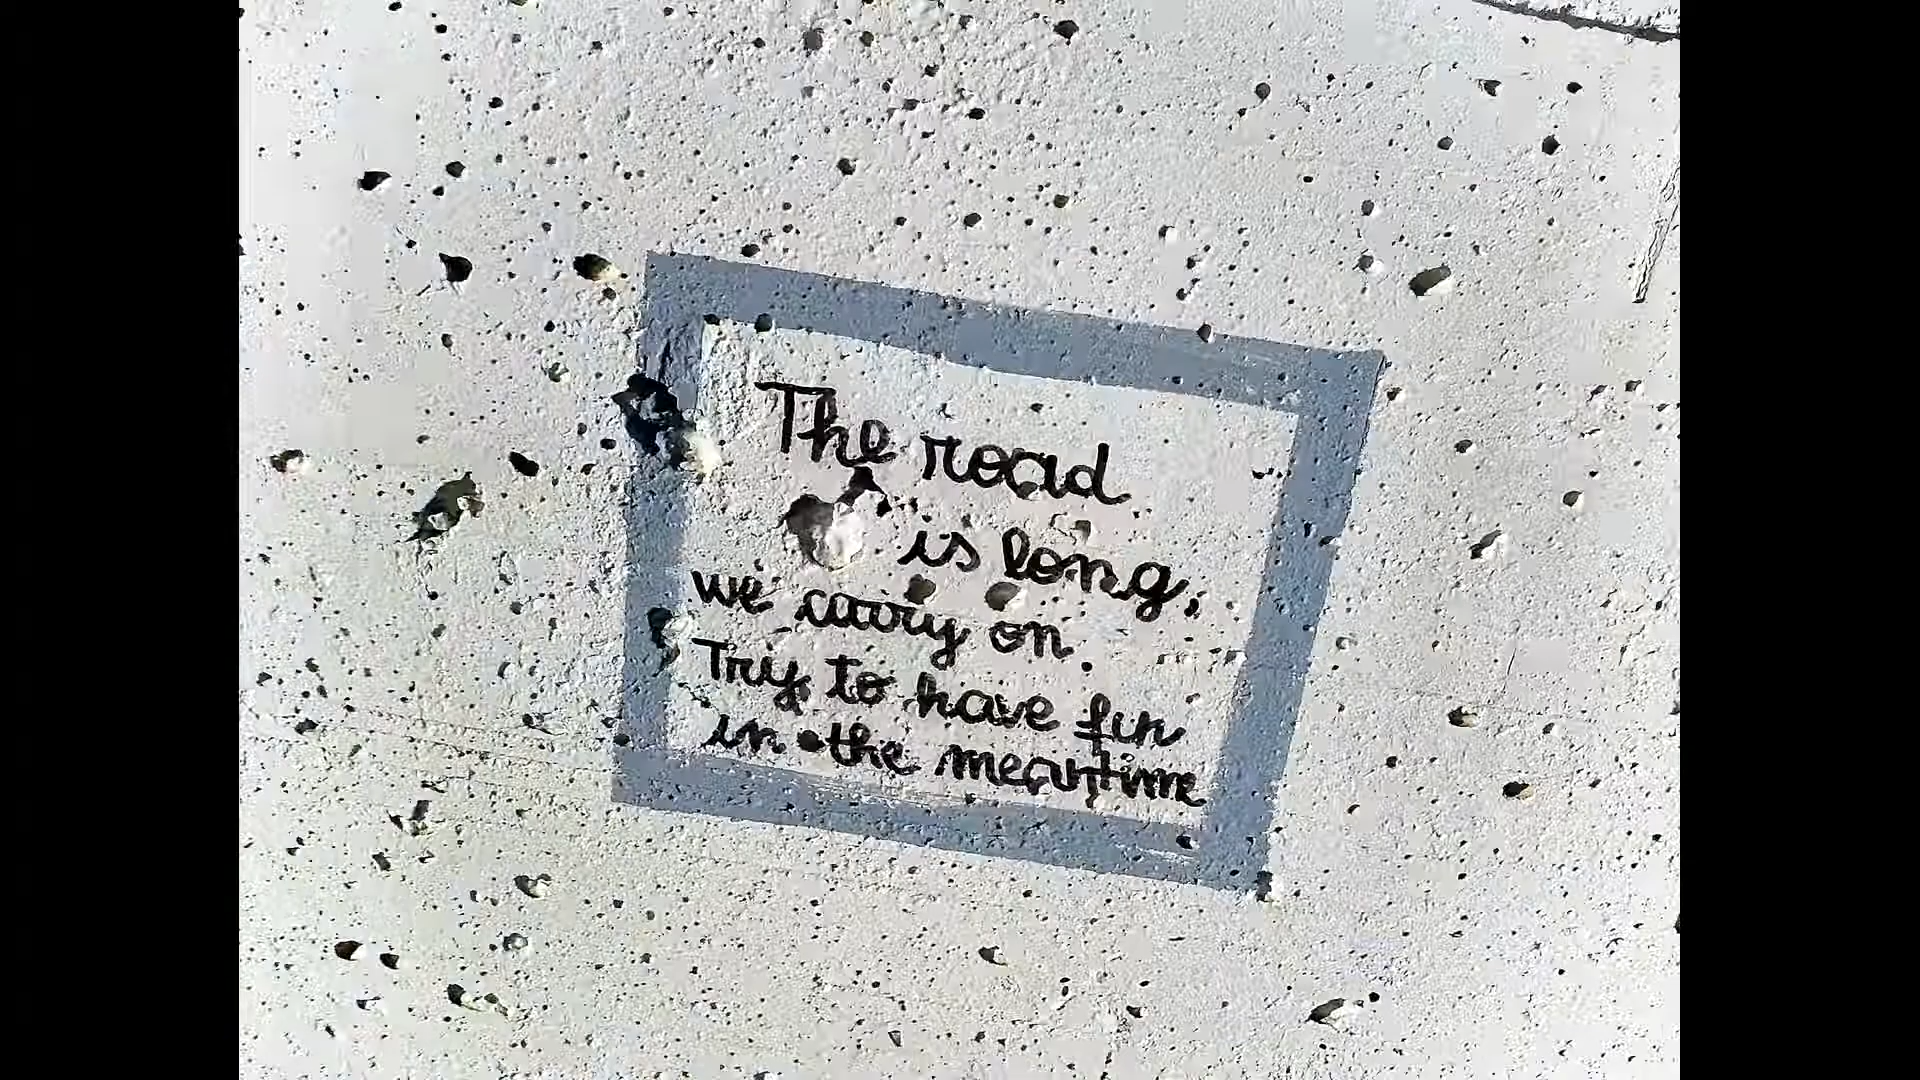 The road
is long,
we carry on.
Try to have fun
in the meantime